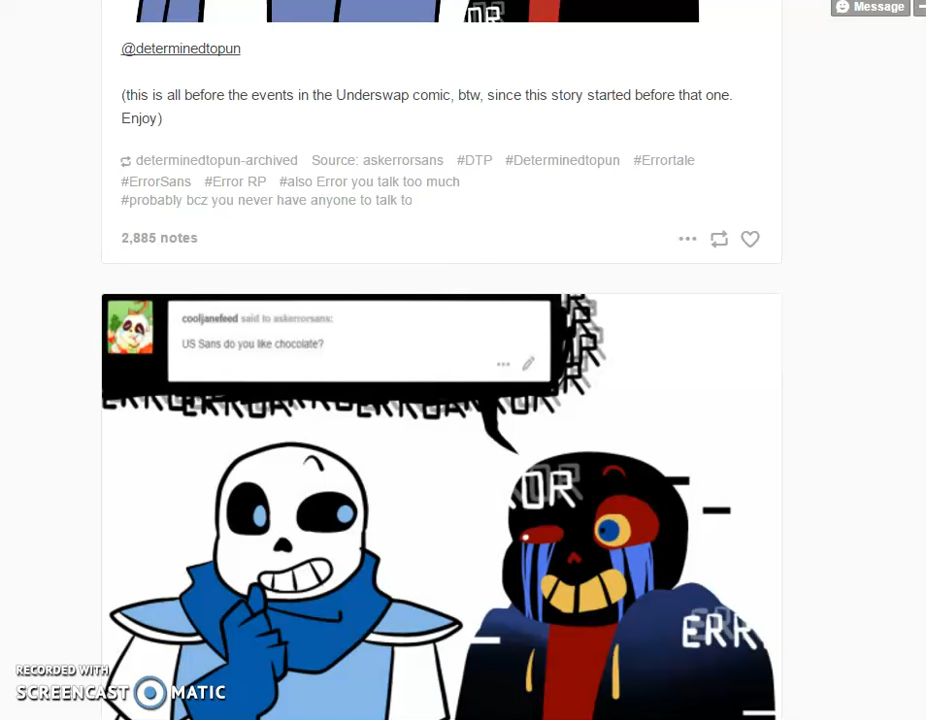 Message
OR
@determinedtopun
(this is all before the events in the Underswap comic, btw, since this story started before that one.
Enjoy)
determinedtopun-archived Source: askerrorsans #DTP #Determinedtopun #Errortale
#ErrorSans #Error RP #also Error you talk too much
#probably bcz you never have anyone to talk to
2,885 notes
cooljanefeed said to askerrorsans:
US Sans do you like chocolate?
OR
ERR
RECORDED WITH
SCREENCAST MATIC